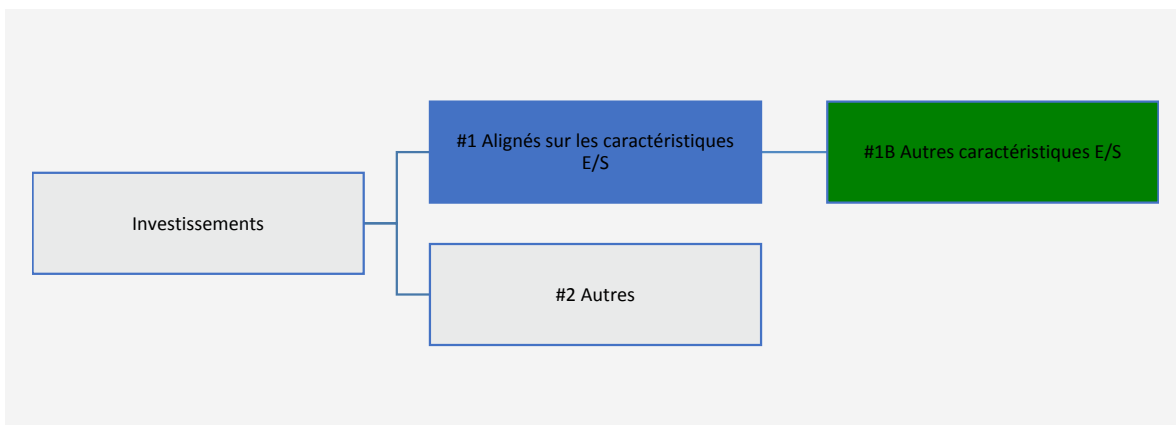 #1 Alignés sur les caractéristiques
E/S
#1B Autres caractéristiques E/S
Investissements
#2 Autres